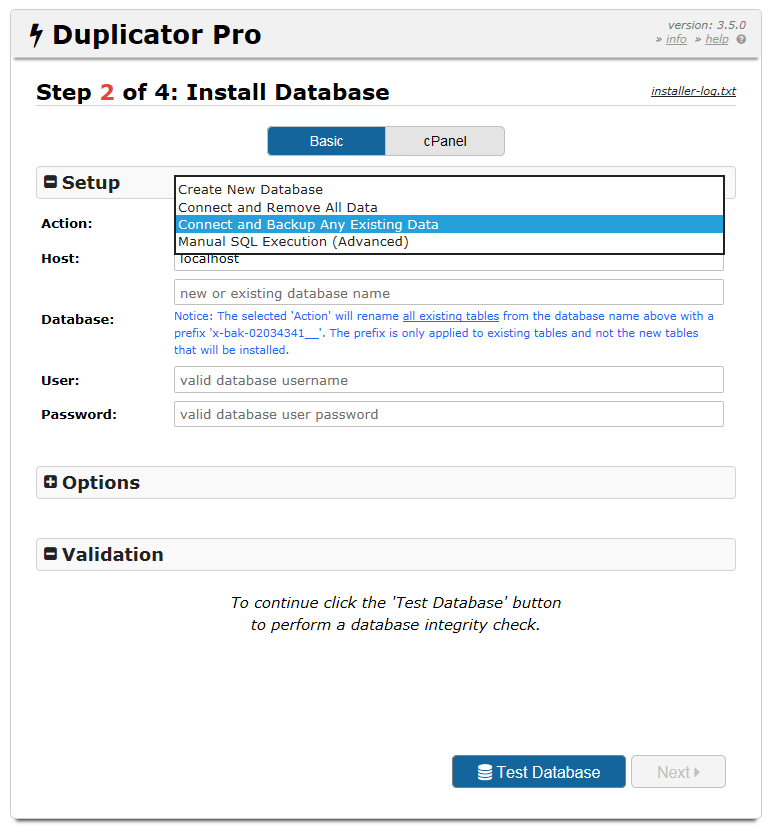 Duplicator Pro
version: 3.5.0
» info » help
Step 2 of 4: Install Database
installer-log.txt
Basic
cPanel
Setup
Action:
Create New Database
Connect and Remove All Data
Connect and Backup Any Existing Data
Manual SQL Execution (Advanced)
Host:
localhost
new or existing database name
Database:
Notice: The selected 'Action' will rename all existing tables from the database name above with a
prefix 'x-bak-02034341__'. The prefix is only applied to existing tables and not the new tables
that will be installed.
User:
valid database username
Password:
valid database user password
Options
Validation
To continue click the 'Test Database' button
to perform a database integrity check.
Test Database
Next